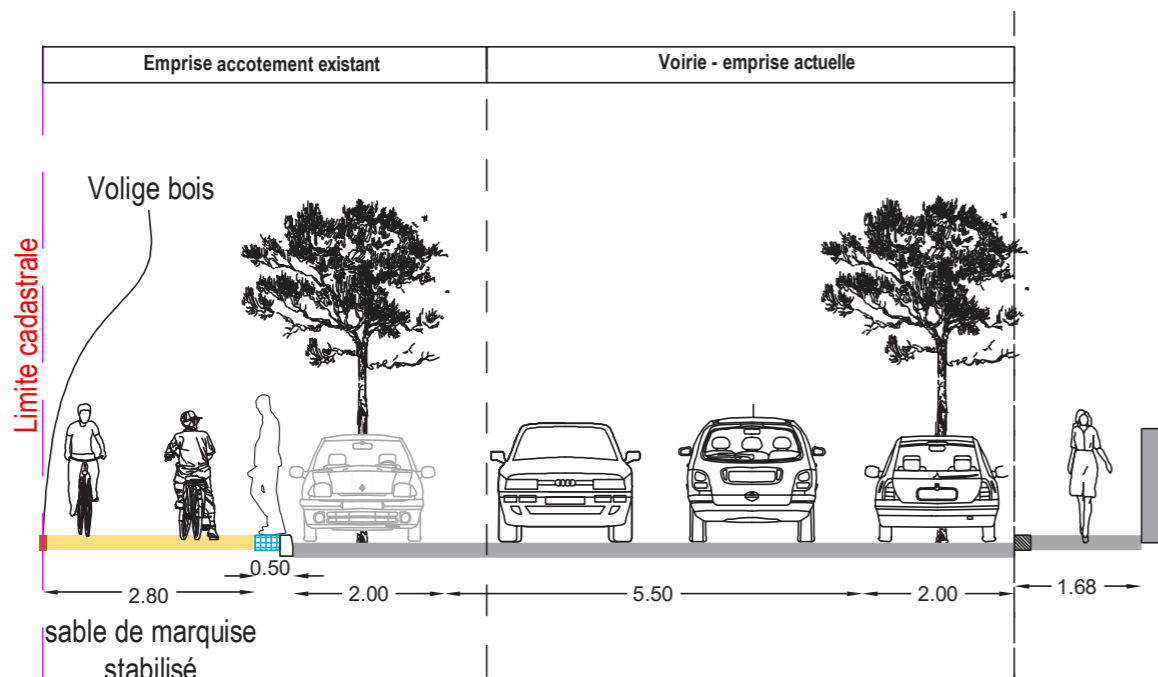 Emprise accotement existant
Voirie - emprise actuelle
Volige bois
Limite cadastrale
0.50
2.80
2.00
5.50
2.00
1.68
sable de marquise
stabilisé